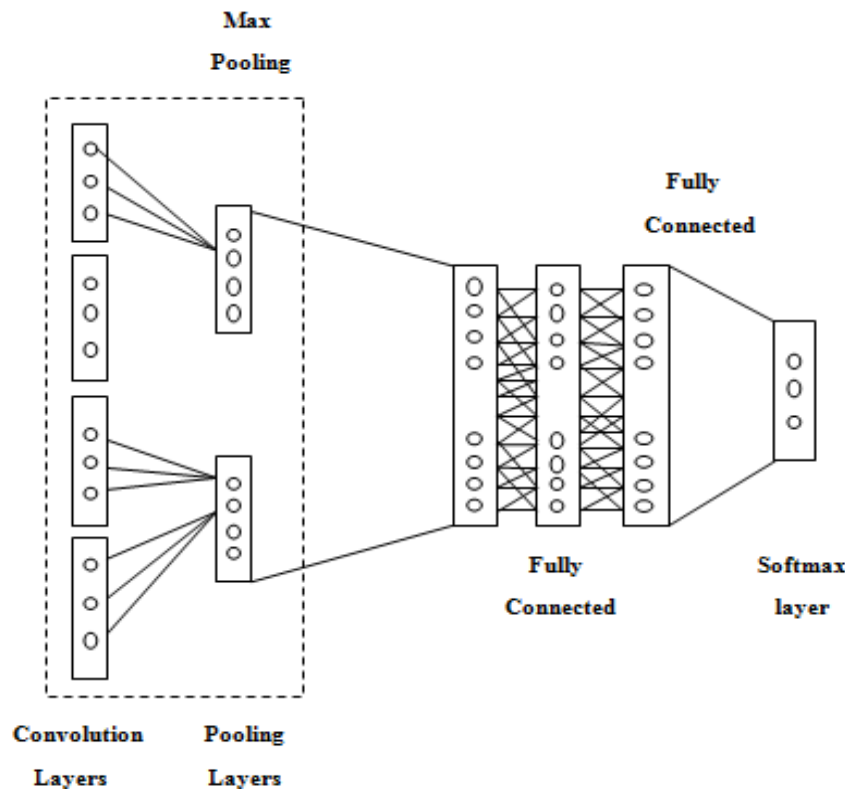 Max
Pooling
Fully
Connected
Fully
Connected
Softmax
layer
Convolution
Layers
Pooling
Layers